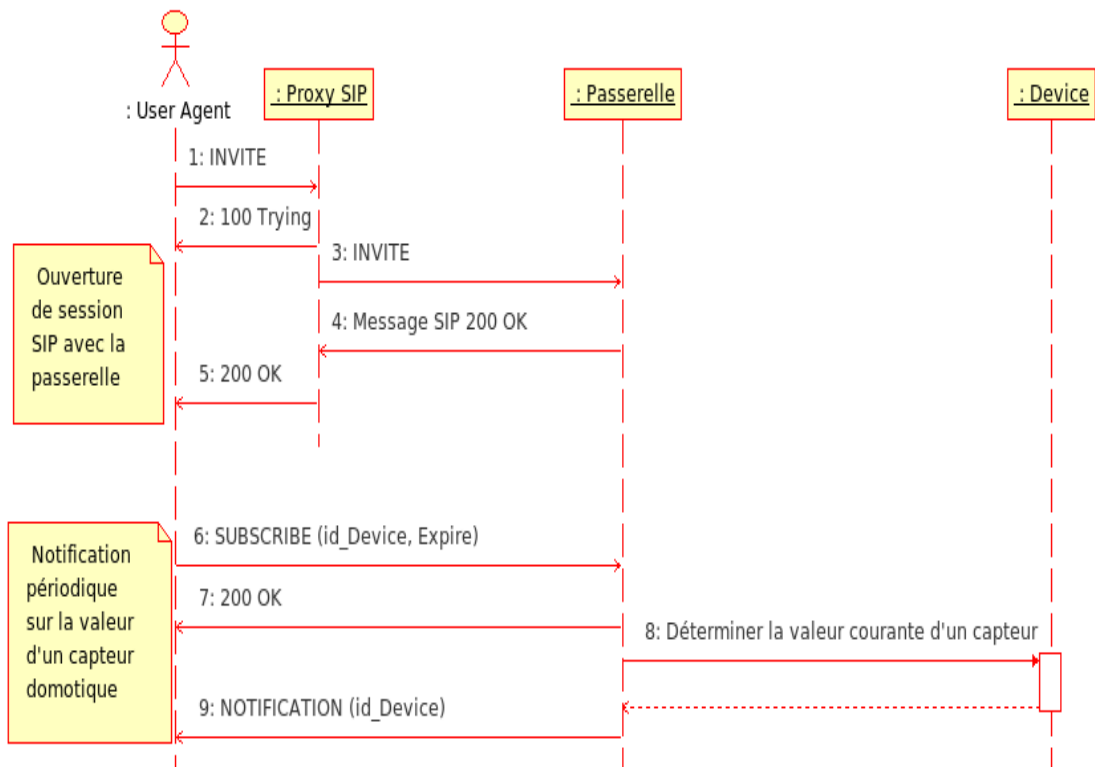 : User Agent
: Proxy SIP
: Passerelle
: Device
1: INVITE
2: 100 Trying
3: INVITE
Ouverture
de session
SIP avec la
passerelle
4: Message SIP 200 OK
5: 200 OK
6: SUBSCRIBE (id_Device, Expire)
Notification
périodique
sur la valeur
d'un capteur
domotique
7: 200 OK
8: Déterminer la valeur courante d'un capteur
9: NOTIFICATION (id_Device)